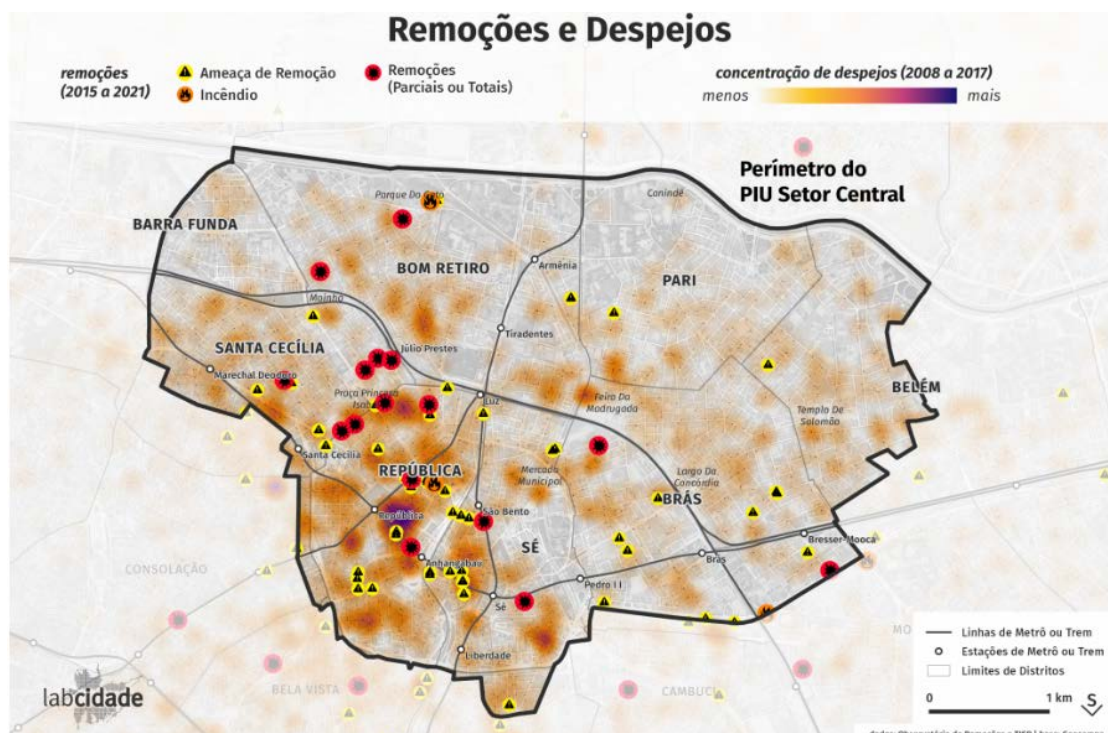 Remoções e Despejos
remoções
(2015 a 2021)
Ameaça de Remoção
Incêndio
Remoções
(Parciais ou Totais)
concentração de despejos (2008 a 2017)
menos
mais
Perímetro do
PIU Setor Central
Parque Do Gato
Canindé
BARRA FUNDA
BOM RETIRO
Armênia
PARI
Moinho
Tiradentes
SANTA CECÍLIA
Júlio Prestes
Marechal Deodoro
BELÉM
Praça Princesa
Luz
Feira Da
Madrugada
Templo De
Salomão
Santa Cecília
REPÚBLICA
Mercado
Municipal
Largo Da
Concórdia
BRÁS
República
São Bento
SÉ
Bresser-Mooca
CONSOLAÇÃO
Anhangabaú
Brás
Pedro II
Sé
Liberdade
BELA VISTA
CAMBUCI
Linhas de Metrô ou Trem
Estações de Metrô ou Trem
Limites de Distritos
0
1 km
S
labcidade